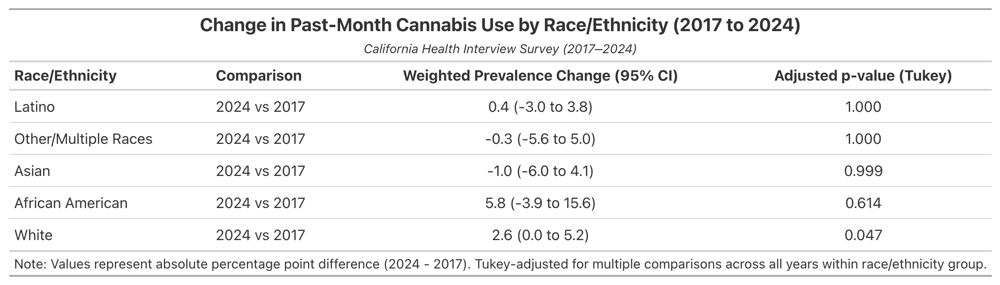 Change in Past-Month Cannabis Use by Race/Ethnicity (2017 to 2024)
California Health Interview Survey (2017–2024)
Race/Ethnicity Comparison Weighted Prevalence Change (95% CI) Adjusted p-value (Tukey)
Latino 2024 vs 2017 0.4 (-3.0 to 3.8) 1.000
Other/Multiple Races 2024 vs 2017 -0.3 (-5.6 to 5.0) 1.000
Asian 2024 vs 2017 -1.0 (-6.0 to 4.1) 0.999
African American 2024 vs 2017 5.8 (-3.9 to 15.6) 0.614
White 2024 vs 2017 2.6 (0.0 to 5.2) 0.047
Note: Values represent absolute percentage point difference (2024 - 2017). Tukey-adjusted for multiple comparisons across all years within race/ethnicity group.